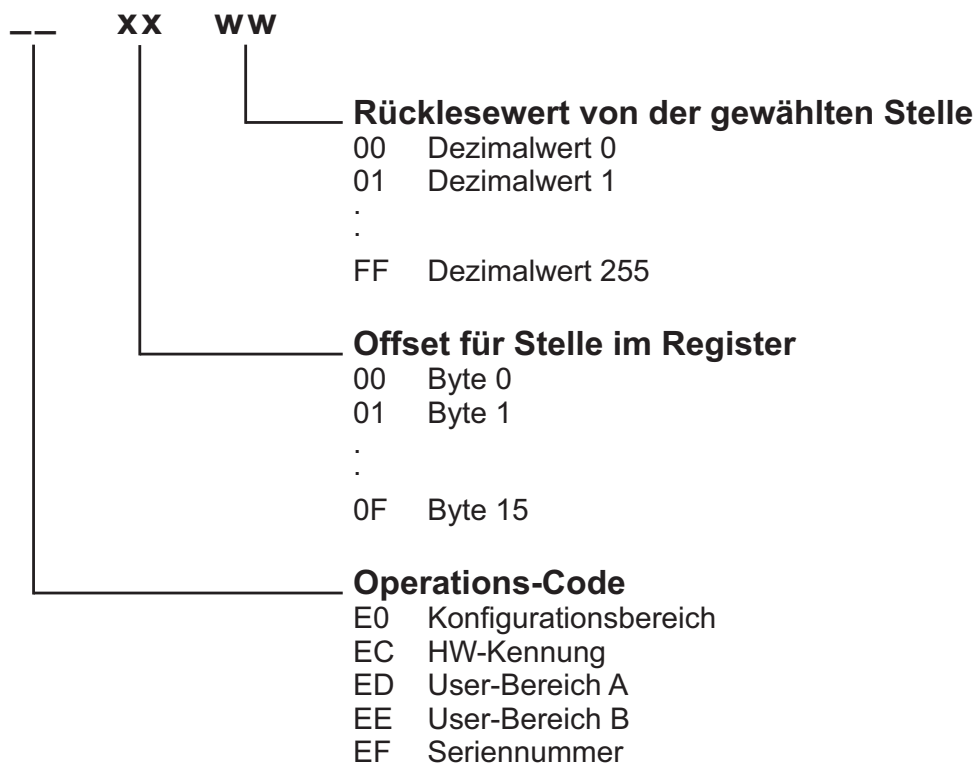 __ xx ww
Rücklesewert von der gewählten Stelle
00 Dezimalwert 0
01 Dezimalwert 1
.
.
FF Dezimalwert 255
Offset für Stelle im Register
00 Byte 0
01 Byte 1
.
.
0F Byte 15
Operations-Code
E0 Konfigurationsbereich
EC HW-Kennung
ED User-Bereich A
EE User-Bereich B
EF Seriennummer